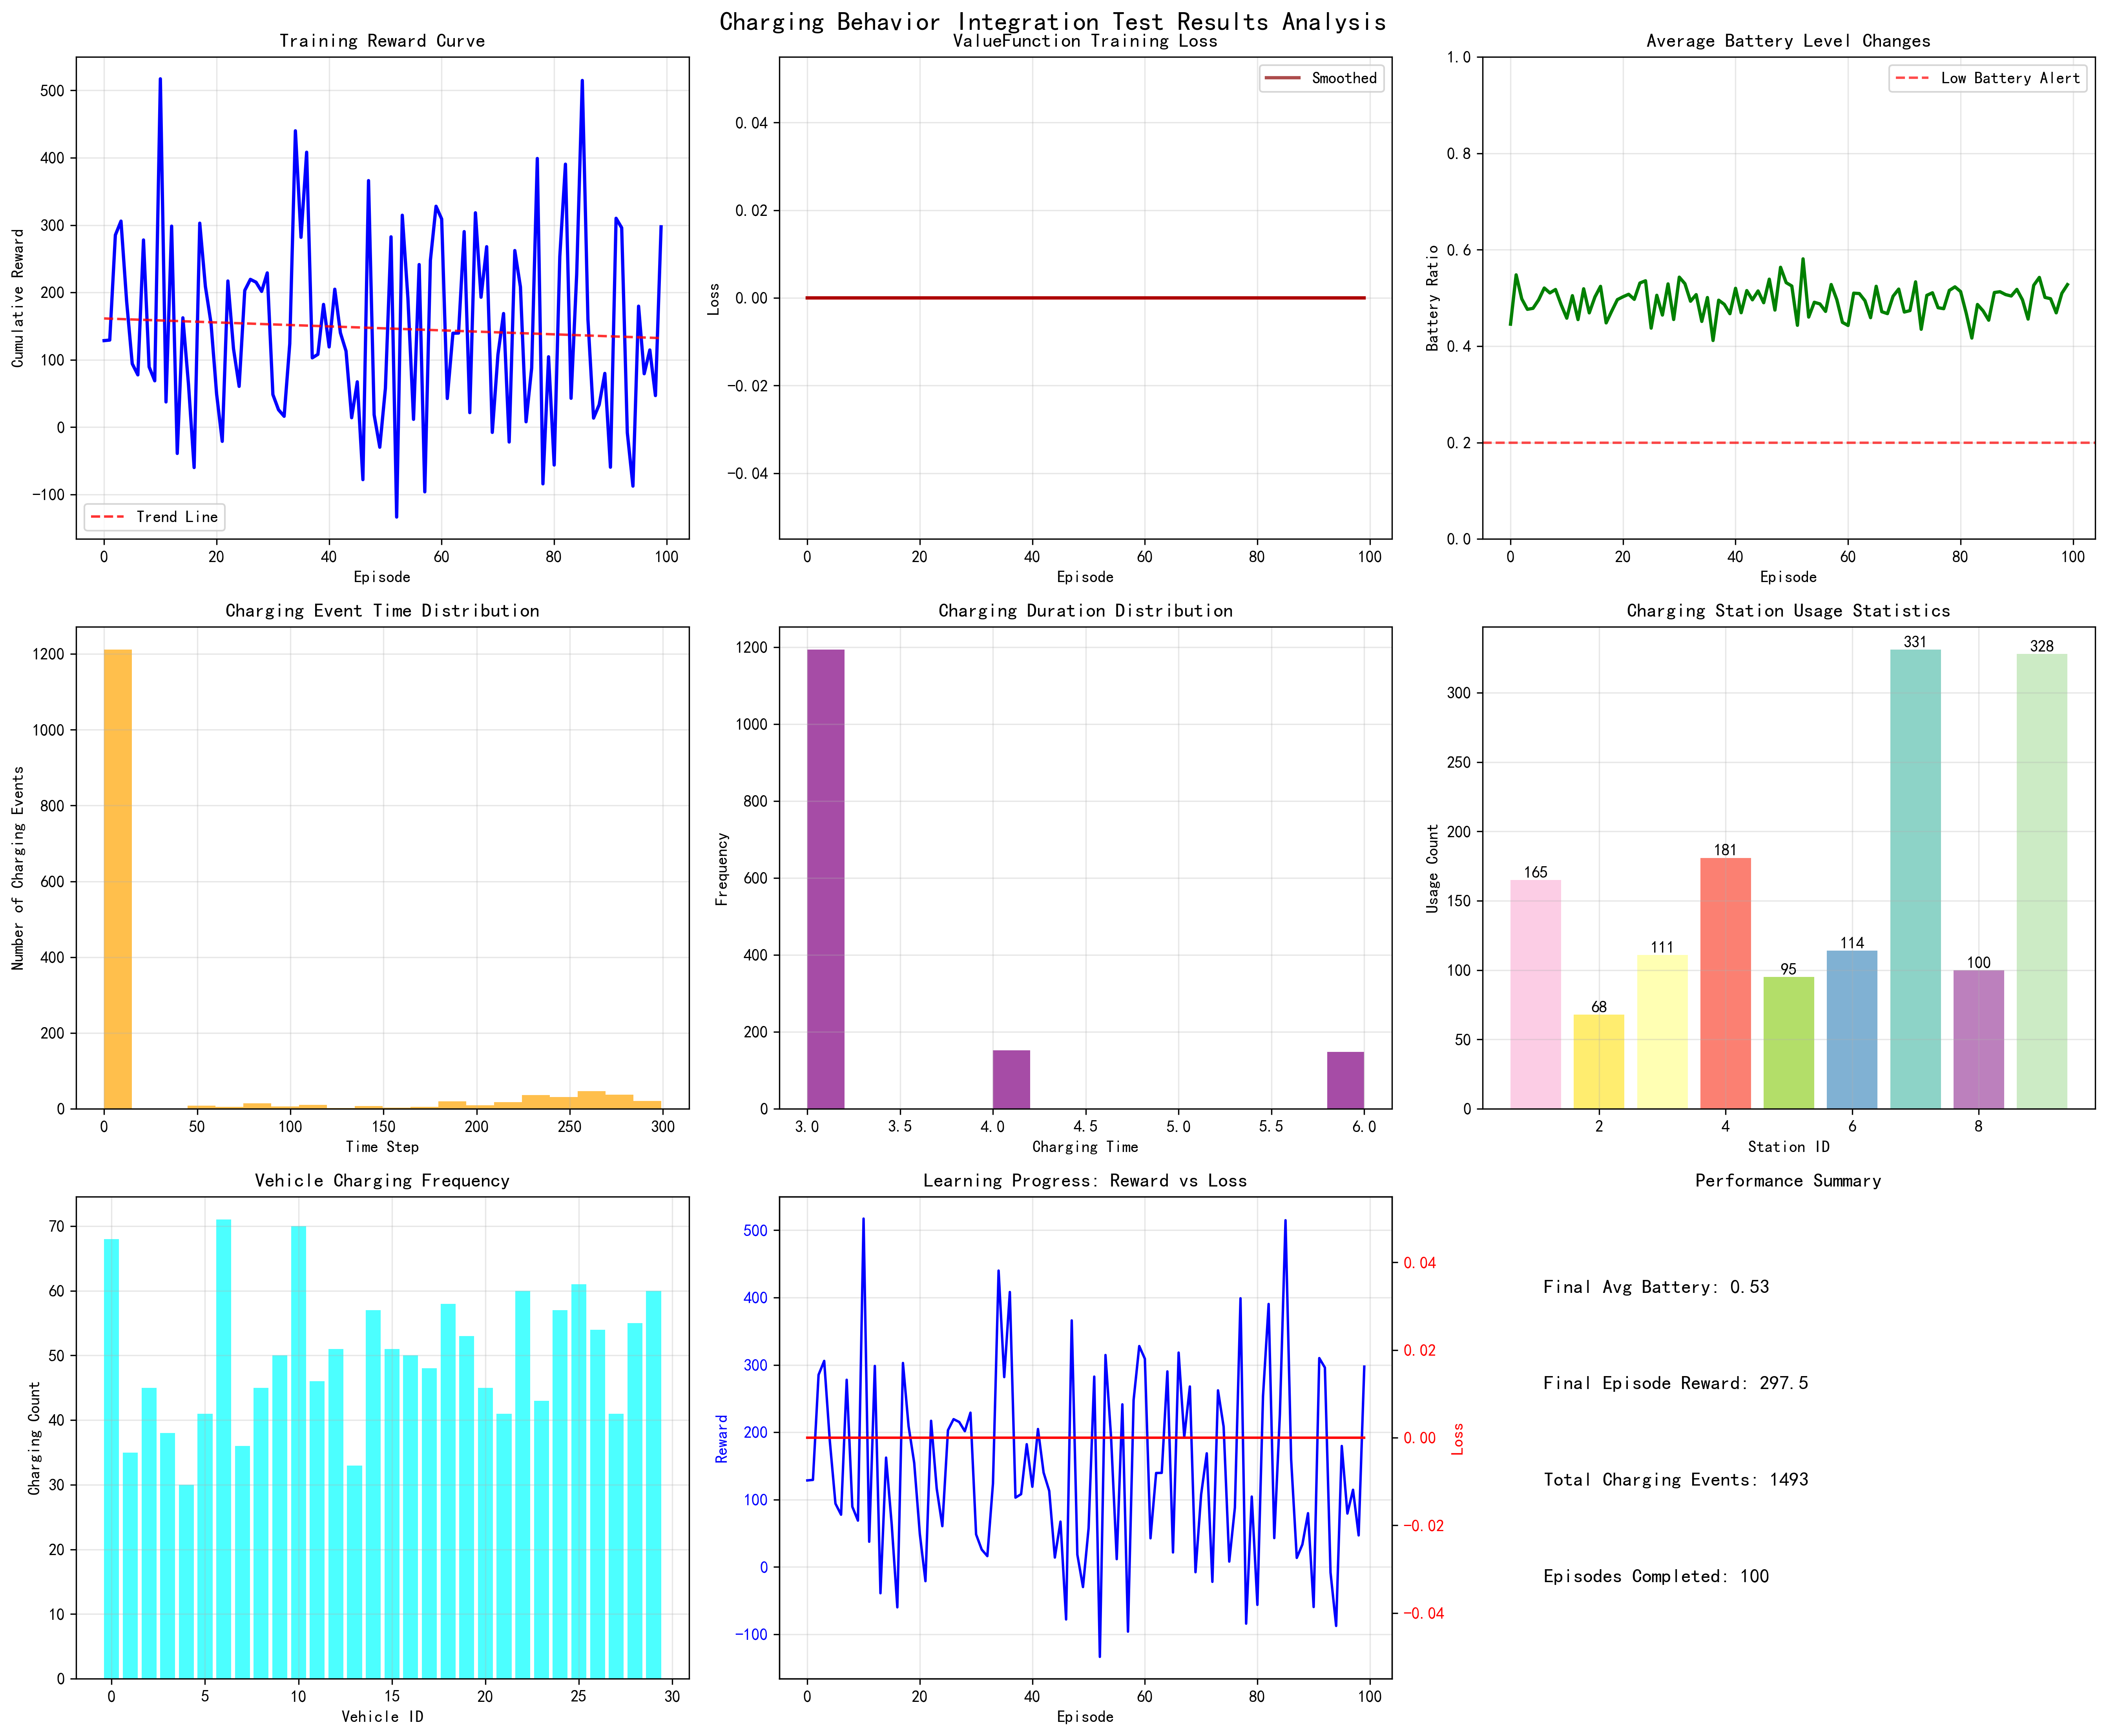 Charging Behavior Integration Test Results Analysis
Training Reward Curve
Cumulative Reward
500
400
300
200
100
0
−100
Trend Line
0 20 40 60 80 100
Episode
ValueFunction Training Loss
Loss
0.04
0.02
0.00
−0.02
−0.04
Smoothed
0 20 40 60 80 100
Episode
Average Battery Level Changes
Battery Ratio
1.0
0.8
0.6
0.4
0.2
0.0
Low Battery Alert
0 20 40 60 80 100
Episode
Charging Event Time Distribution
Number of Charging Events
1200
1000
800
600
400
200
0
0 50 100 150 200 250 300
Time Step
Charging Duration Distribution
Frequency
1200
1000
800
600
400
200
0
3.0 3.5 4.0 4.5 5.0 5.5 6.0
Charging Time
Charging Station Usage Statistics
Usage Count
300
250
200
150
100
50
0
165 68 111 181 95 114 331 100 328
2 4 6 8
Station ID
Vehicle Charging Frequency
Charging Count
70
60
50
40
30
20
10
0
0 5 10 15 20 25 30
Vehicle ID
Learning Progress: Reward vs Loss
Reward
500
400
300
200
100
0
−100
0.04
0.02
0.00
−0.02
−0.04
Loss
0 20 40 60 80 100
Episode
Performance Summary
Final Avg Battery: 0.53
Final Episode Reward: 297.5
Total Charging Events: 1493
Episodes Completed: 100